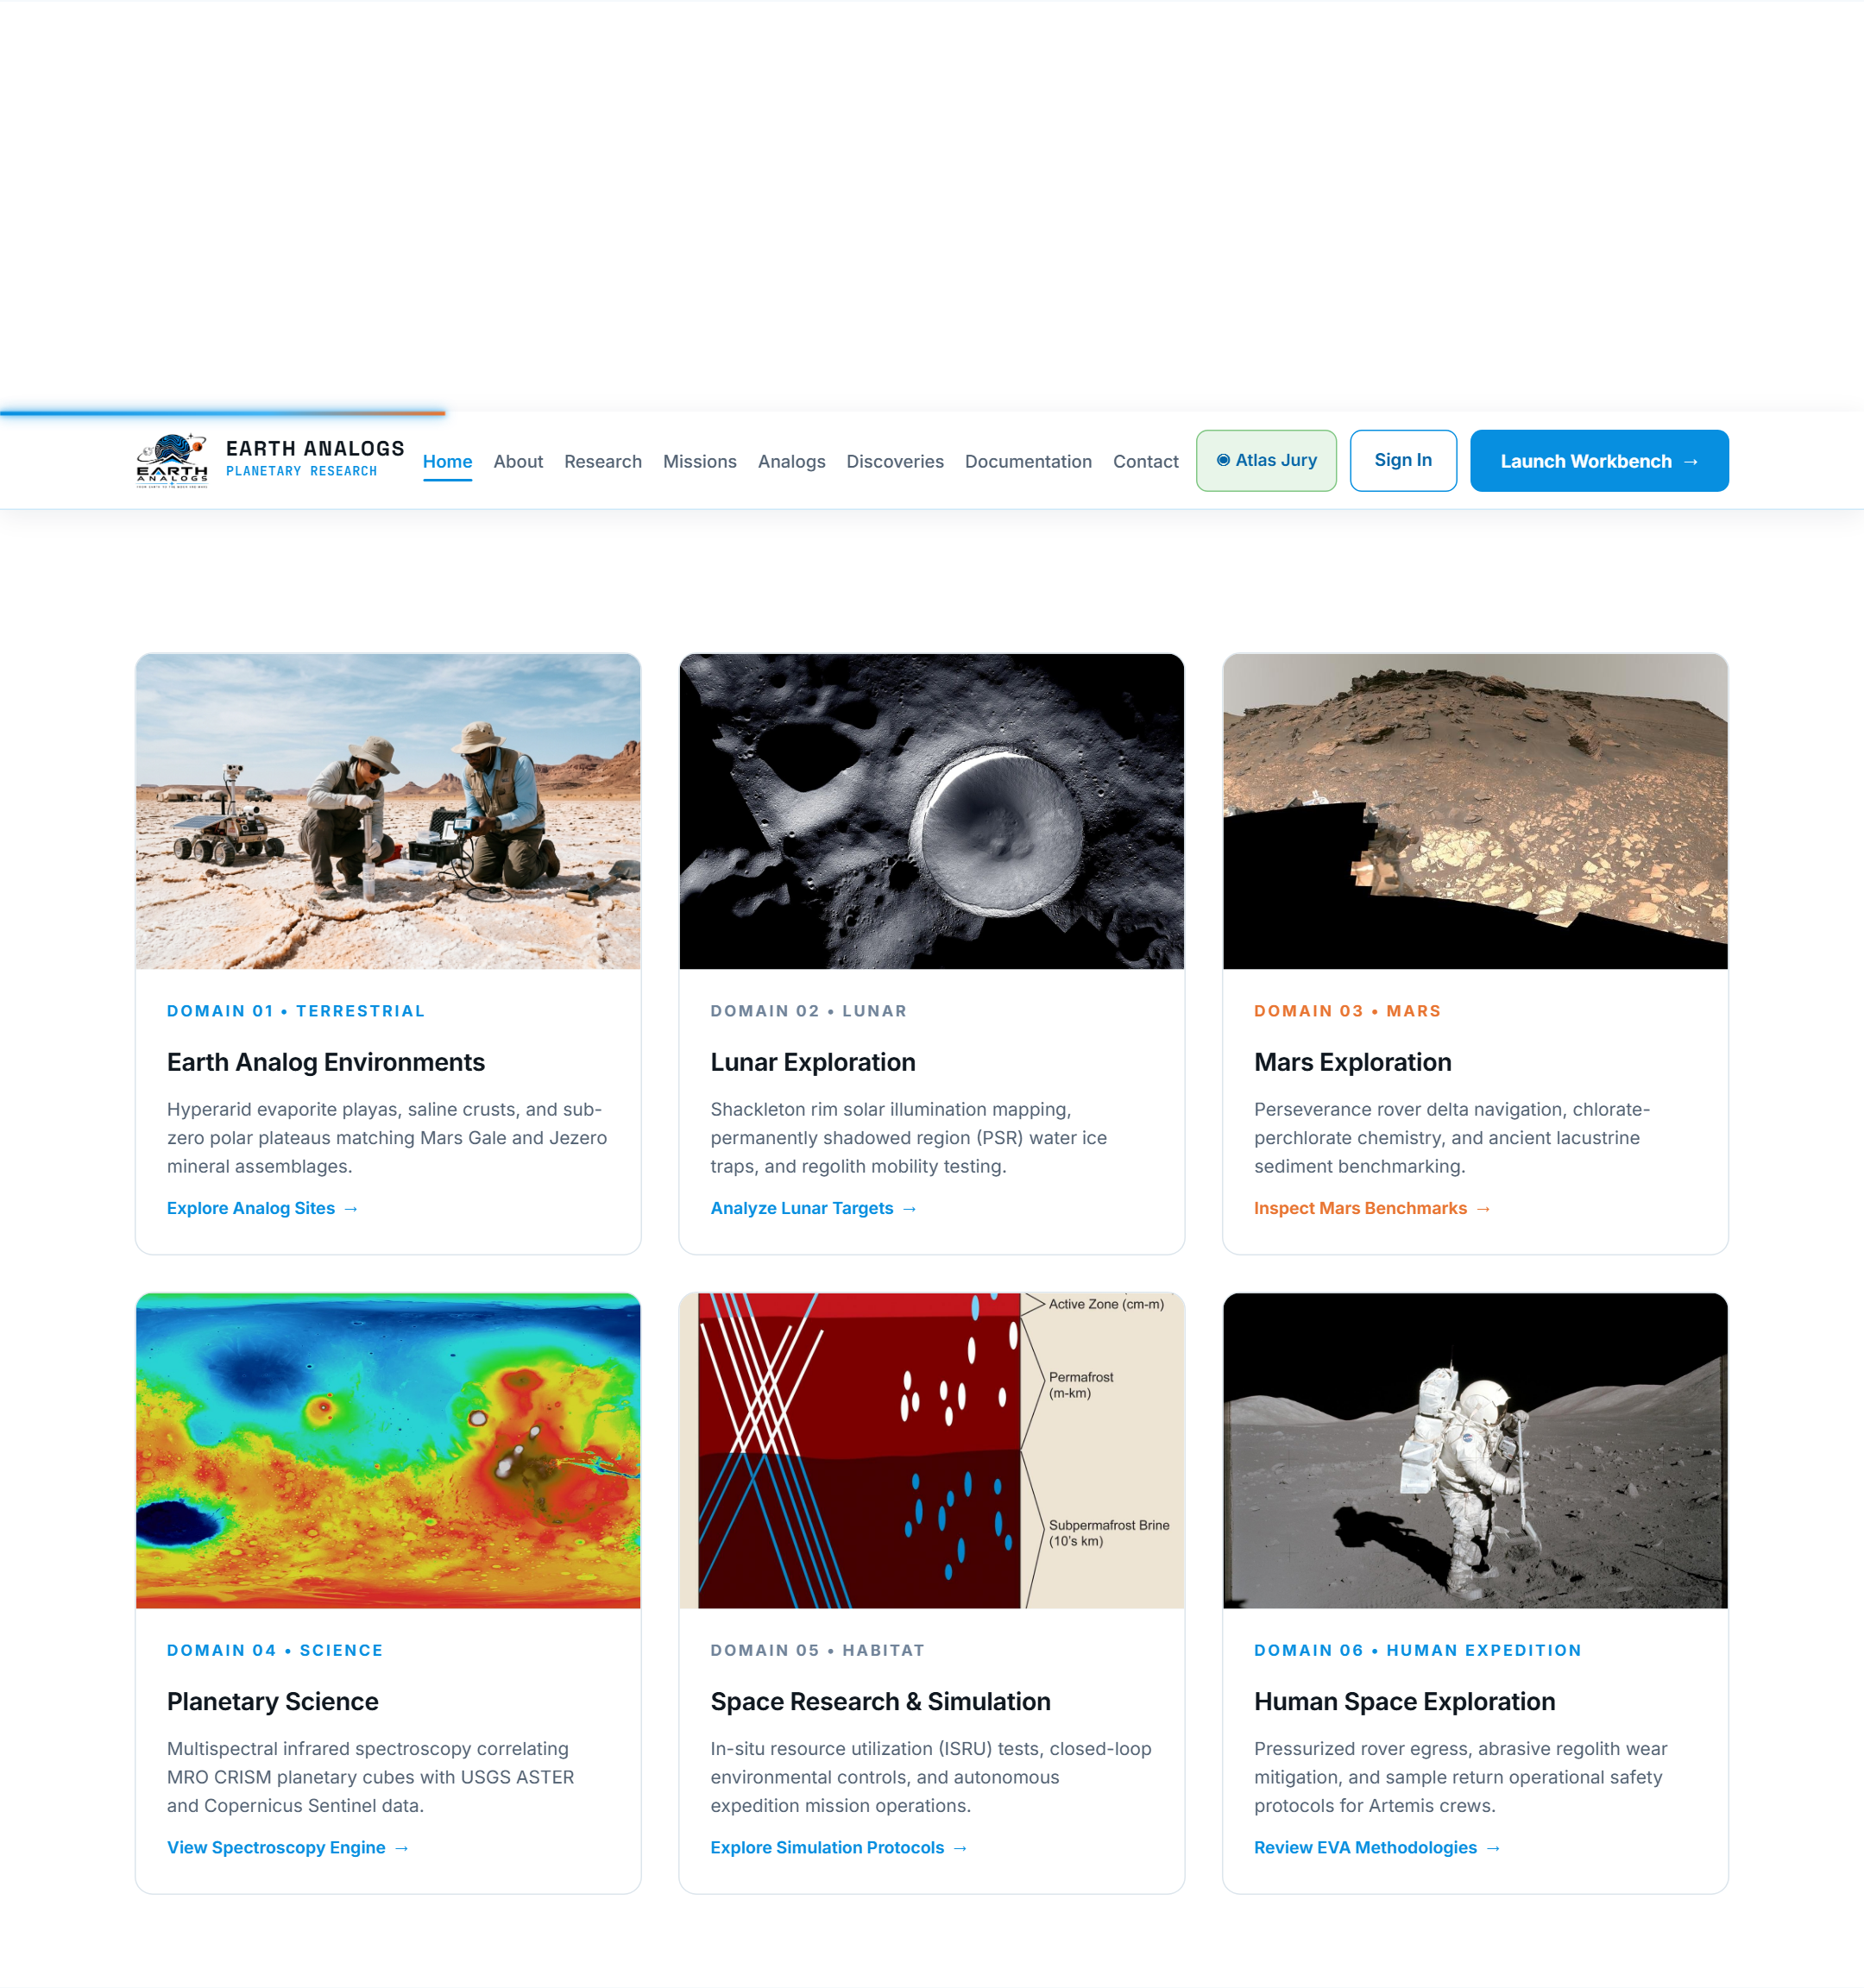 EARTH ANALOGS
PLANETARY RESEARCH
EARTH
ANALOGS
Home About Research Missions Analogs Discoveries Documentation Contact
◉ Atlas Jury
Sign In
Launch Workbench →
DOMAIN 01 • TERRESTRIAL
Earth Analog Environments
Hyperarid evaporite playas, saline crusts, and sub-
zero polar plateaus matching Mars Gale and Jezero
mineral assemblages.
Explore Analog Sites →
DOMAIN 02 • LUNAR
Lunar Exploration
Shackleton rim solar illumination mapping,
permanently shadowed region (PSR) water ice
traps, and regolith mobility testing.
Analyze Lunar Targets →
DOMAIN 03 • MARS
Mars Exploration
Perseverance rover delta navigation, chlorate-
perchlorate chemistry, and ancient lacustrine
sediment benchmarking.
Inspect Mars Benchmarks →
DOMAIN 04 • SCIENCE
Planetary Science
Multispectral infrared spectroscopy correlating
MRO CRISM planetary cubes with USGS ASTER
and Copernicus Sentinel data.
View Spectroscopy Engine →
Active Zone (cm-m)
Permafrost
(m-km)
Subpermafrost Brine
(10's km)
DOMAIN 05 • HABITAT
Space Research & Simulation
In-situ resource utilization (ISRU) tests, closed-loop
environmental controls, and autonomous
expedition mission operations.
Explore Simulation Protocols →
DOMAIN 06 • HUMAN EXPEDITION
Human Space Exploration
Pressurized rover egress, abrasive regolith wear
mitigation, and sample return operational safety
protocols for Artemis crews.
Review EVA Methodologies →